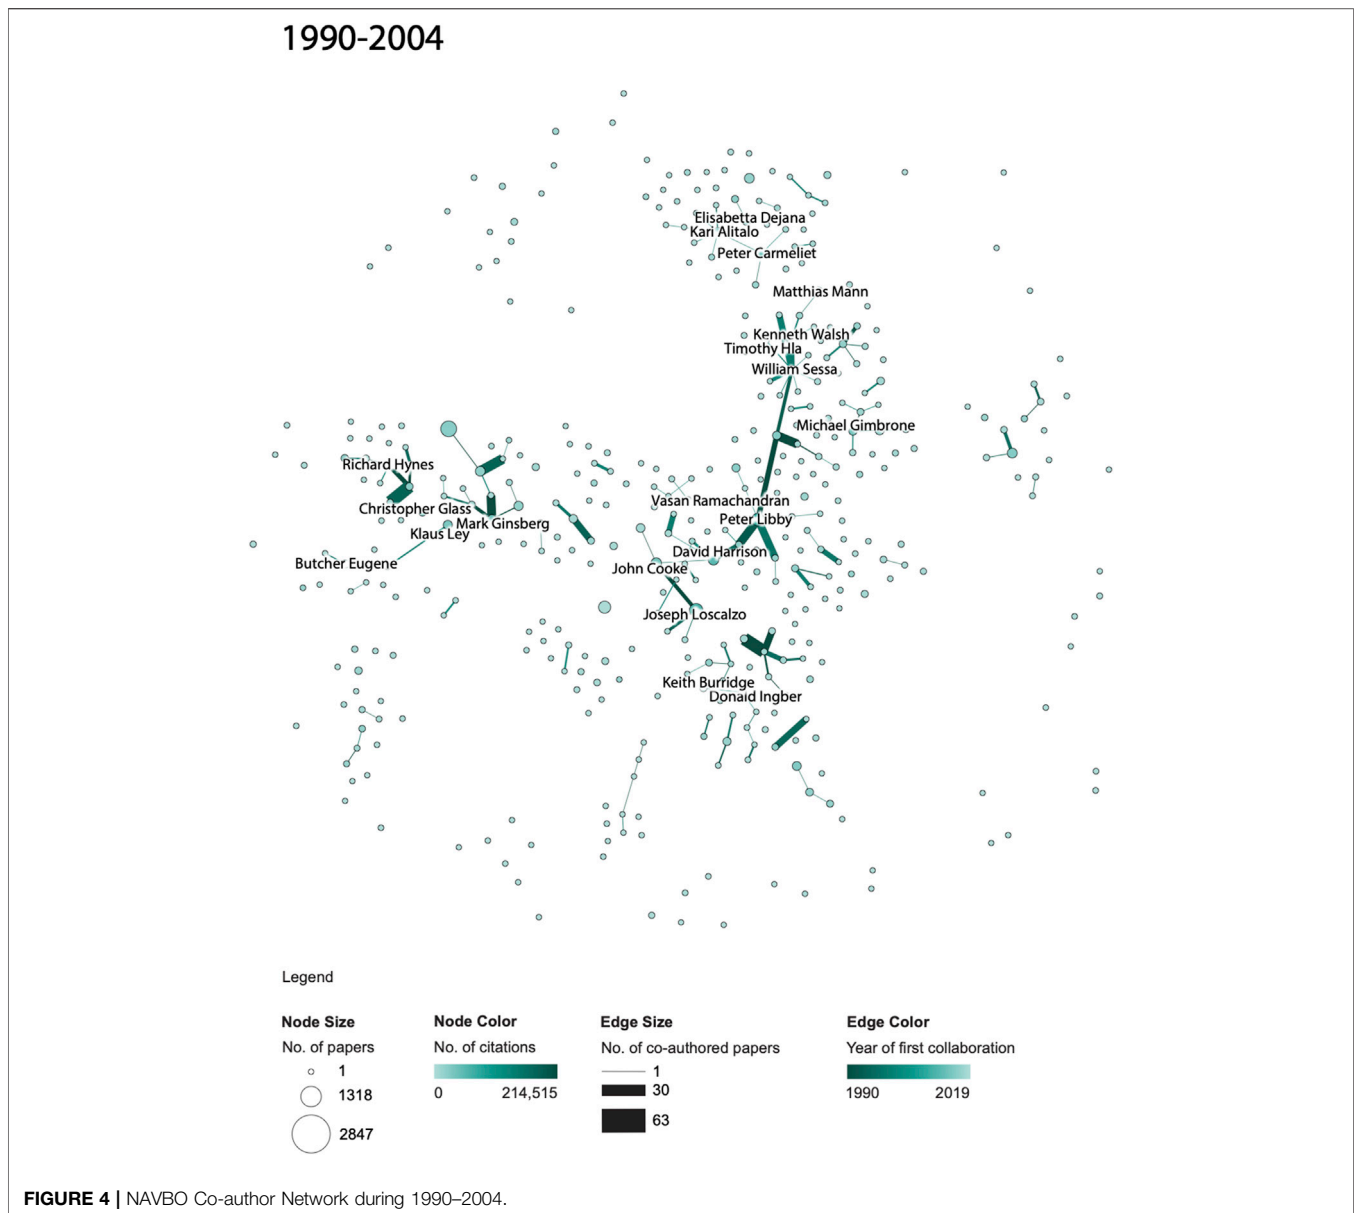 1990-2004
Elisabetta Dejana
Kari Alitalo
Peter Carmeliet
Matthias Mann
Kenneth Walsh
Timothy Hla
William Sessa
Michael Gimbrone
Richard Hynes
Christopher Glass
Mark Ginsberg
Klaus Ley
Butcher Eugene
Vasan Ramachandran
Peter Libby
David Harrison
John Cooke
Joseph Loscalzo
Keith Burridge
Donald Ingber
Legend
Node Size
No. of papers
1
1318
2847
Node Color
No. of citations
0 214,515
Edge Size
No. of co-authored papers
1
30
63
Edge Color
Year of first collaboration
1990 2019
FIGURE 4 | NAVBO Co-author Network during 1990–2004.